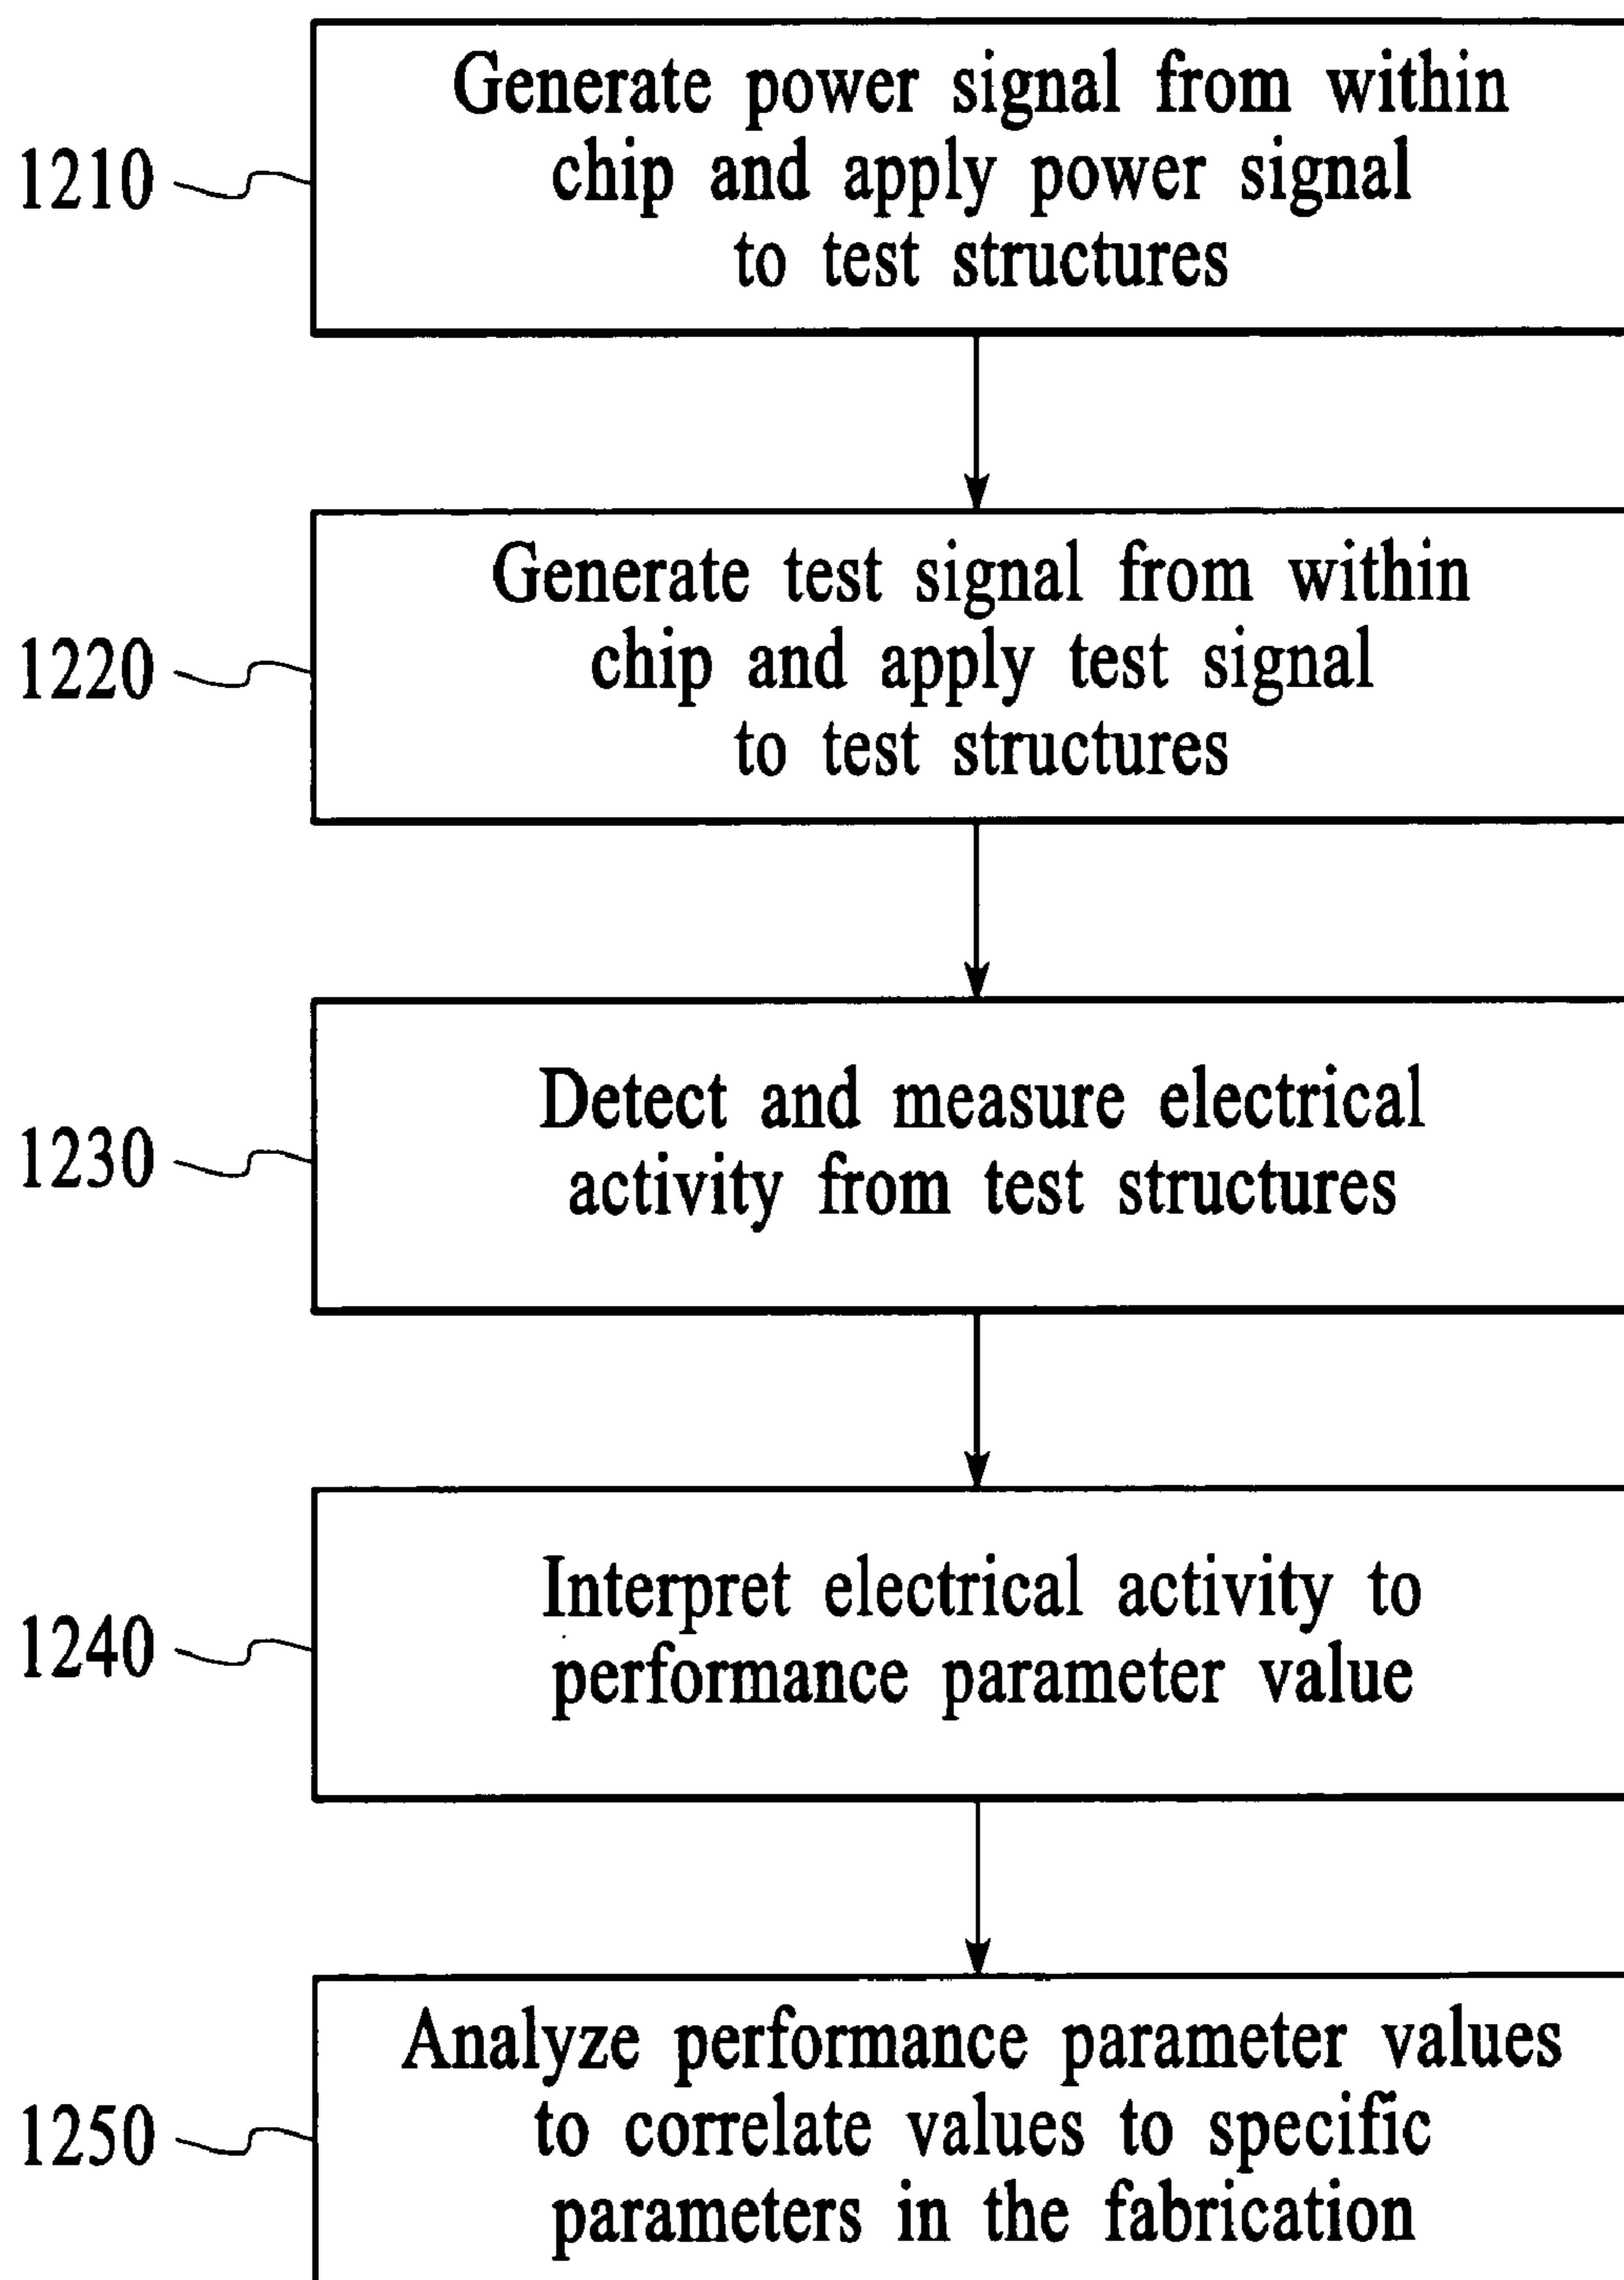 Generate power signal from within
chip and apply power signal
to test structures
1210
Generate test signal from within
chip and apply test signal
to test structures
1220
Detect and measure electrical
activity from test structures
1230
Interpret electrical activity to
performance parameter value
1240
Analyze performance parameter values
to correlate values to specific
parameters in the fabrication
1250